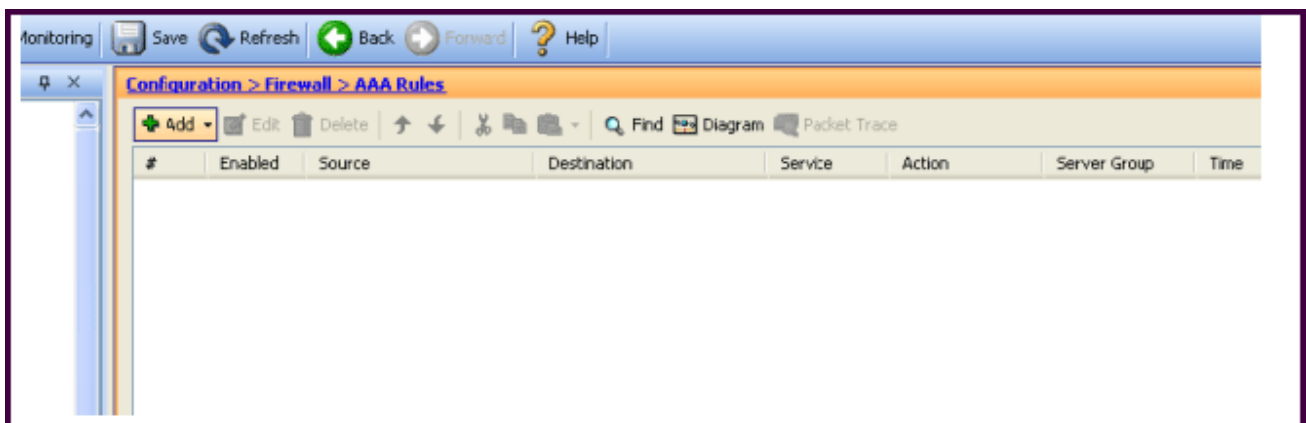 Monitoring Save Refresh Back Forward Help
Configuration > Firewall > AAA Rules
Add Edit Delete Find Diagram Packet Trace
# Enabled Source Destination Service Action Server Group Time